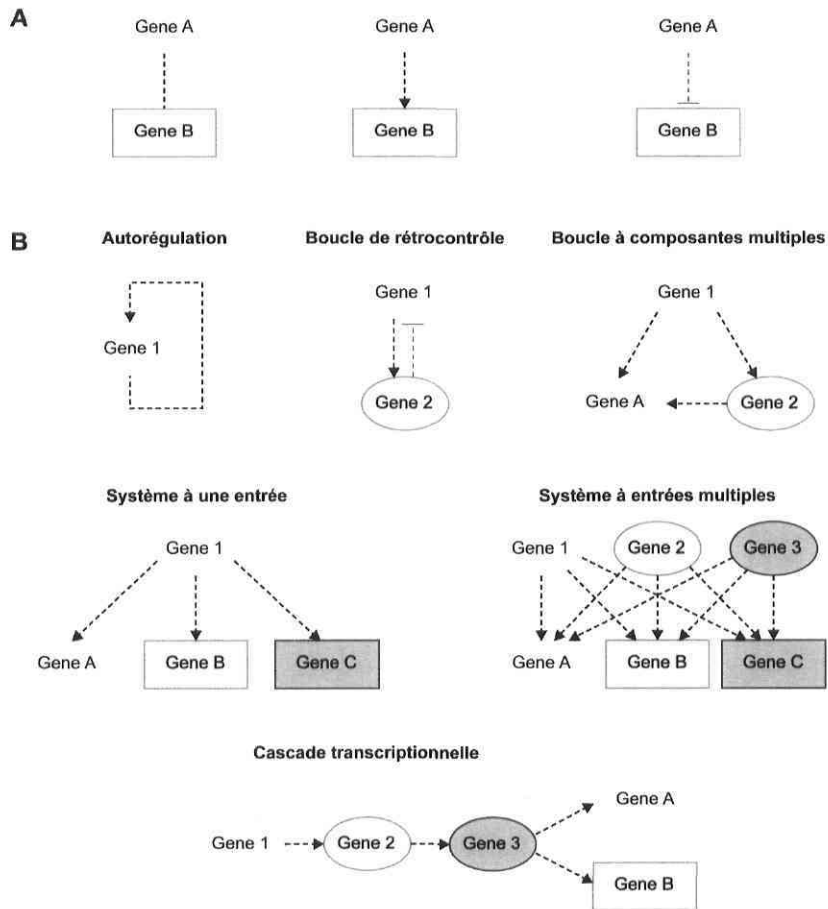 A
Gene A Gene A Gene A
Gene B Gene B Gene B
B
Autorégulation Boucle de rétrocontrôle Boucle à composantes multiples
Gene 1 Gene 1
Gene 1
Gene 2 Gene A Gene 2
Système à une entrée Système à entrées multiples
Gene 1 Gene 1 Gene 2 Gene 3
Gene A Gene B Gene C Gene A Gene B Gene C
Cascade transcriptionnelle
Gene A
Gene 1 Gene 2 Gene 3
Gene B